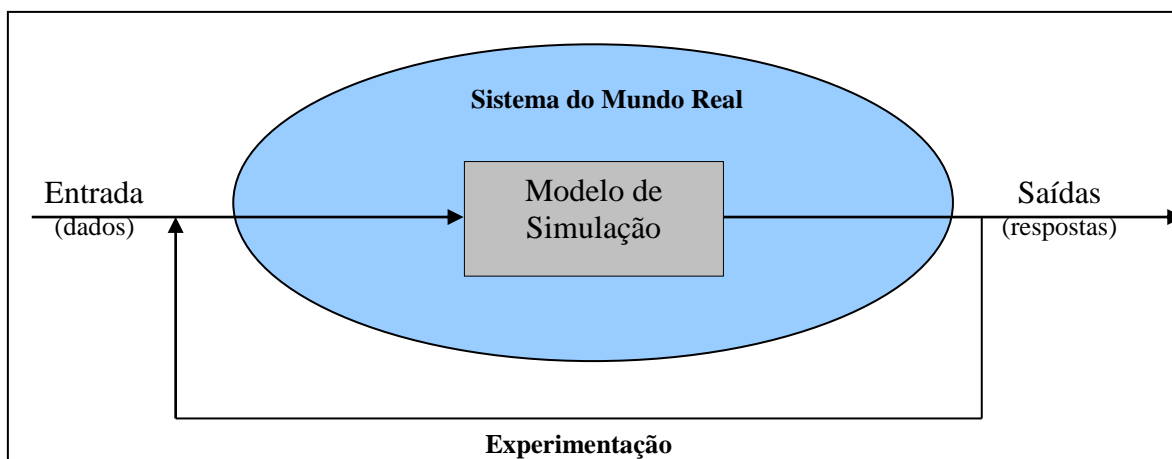 Sistema do Mundo Real
Entrada
(dados)
Modelo de
Simulação
Saídas
(respostas)
Experimentação